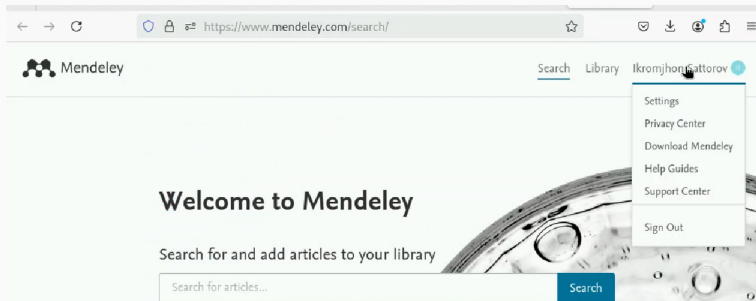 https://www.mendeley.com/search/
Mendeley
Search Library Ikromjhon Sattorov
Settings
Privacy Center
Download Mendeley
Help Guides
Support Center
Sign Out
Welcome to Mendeley
Search for and add articles to your library
Search for articles... Search